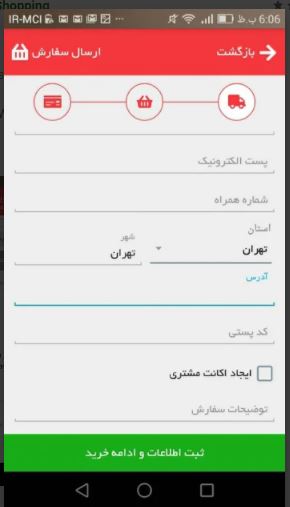 Shopping
IR-MCI
6:06 ب.ظ
بازگشت
ارسال سفارش
پست الکترونیک
شماره همراه
استان
شهر
تهران
تهران
آدرس
کد پستی
ایجاد اکانت مشتری
توضیحات سفارش
ثبت اطلاعات و ادامه خرید